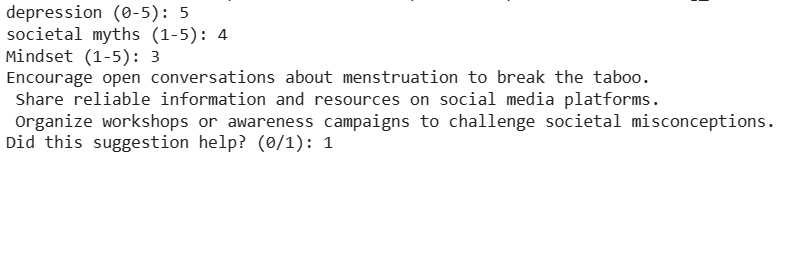 depression (0-5): 5
societal myths (1-5): 4
Mindset (1-5): 3
Encourage open conversations about menstruation to break the taboo.
Share reliable information and resources on social media platforms.
Organize workshops or awareness campaigns to challenge societal misconceptions.
Did this suggestion help? (0/1): 1